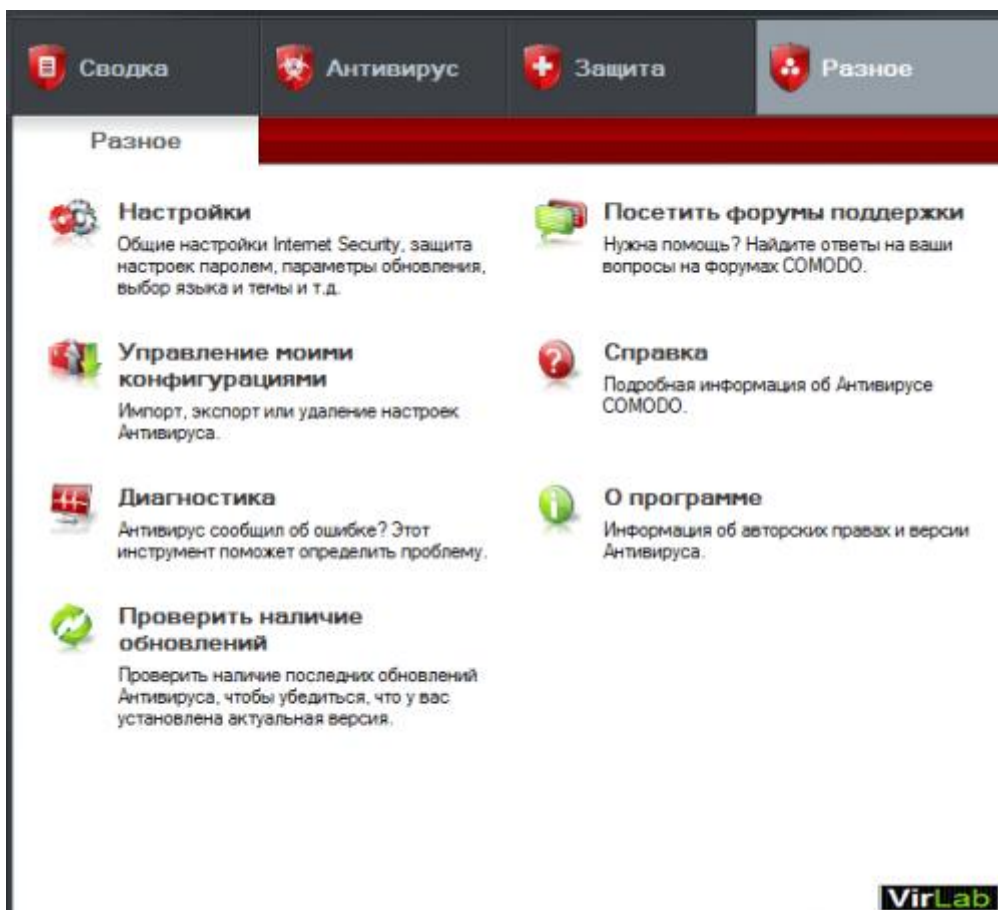 Сводка
Антивирус
Защита
Разное
Разное
Настройки
Общие настройки Internet Security, защита
настроек паролем, параметры обновления,
выбор языка и темы и т.д.
Управление моими
конфигурациями
Импорт, экспорт или удаление настроек
Антивируса.
Диагностика
Антивирус сообщил об ошибке? Этот
инструмент поможет определить проблему.
Проверить наличие
обновлений
Проверить наличие последних обновлений
Антивируса, чтобы убедиться, что у вас
установлена актуальная версия.
Посетить форумы поддержки
Нужна помощь? Найдите ответы на ваши
вопросы на форумах COMODO.
Справка
Подробная информация об Антивирусе
COMODO.
О программе
Информация об авторских правах и версии
Антивируса.
VirLab